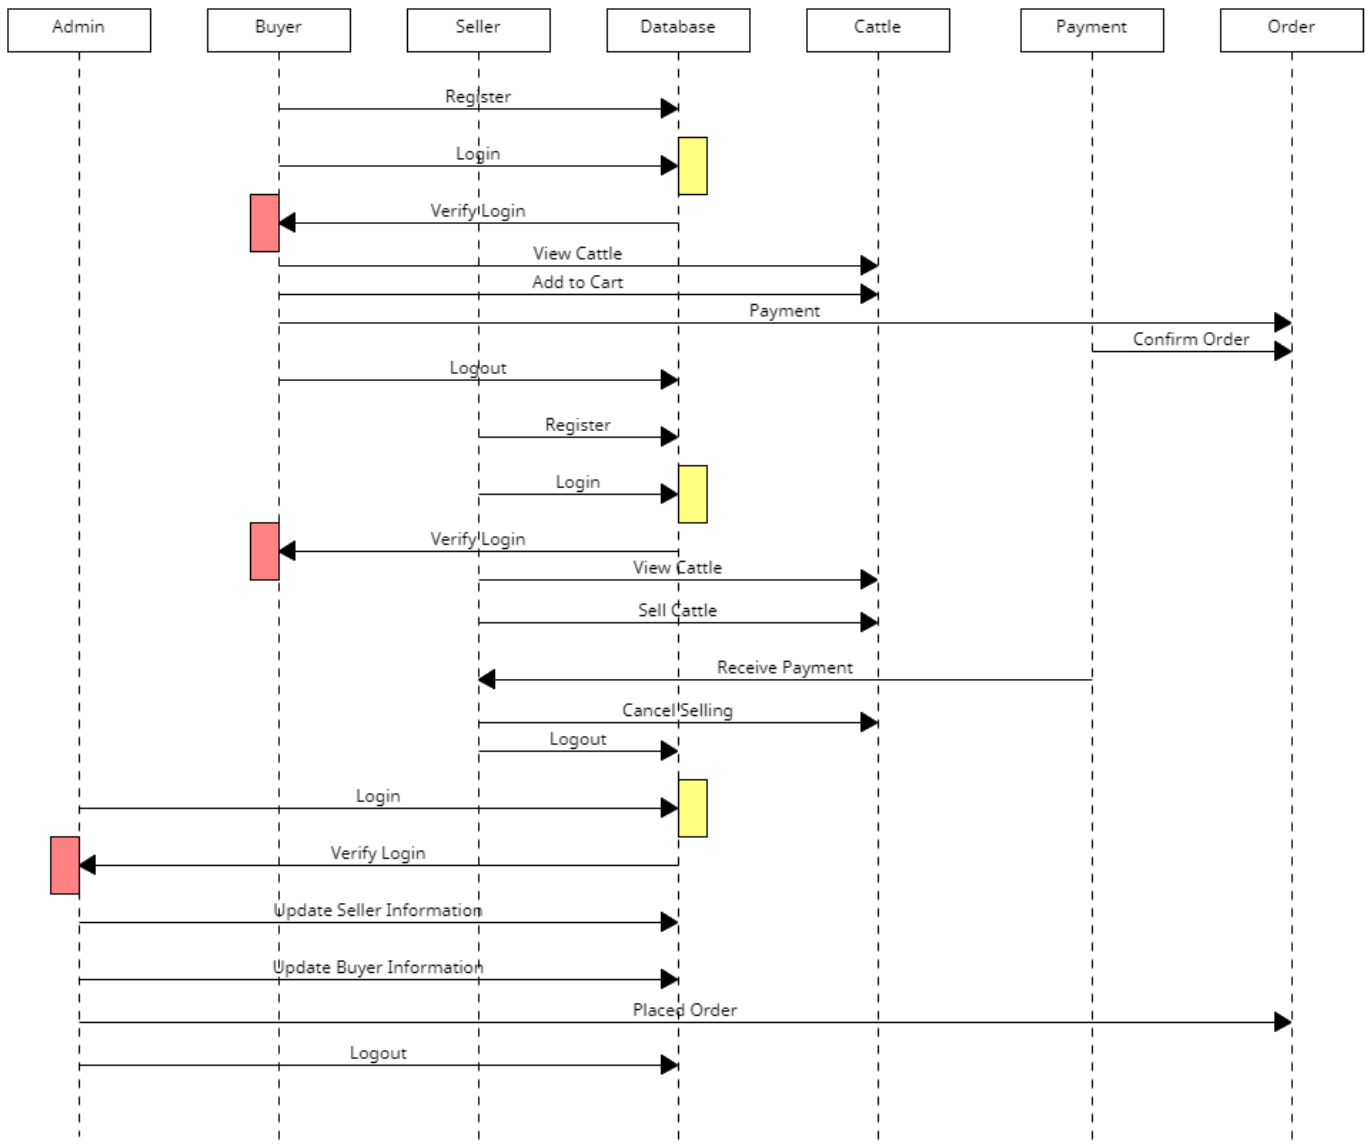 Admin
Buyer
Seller
Database
Cattle
Payment
Order
Register
Login
Verify Login
View Cattle
Add to Cart
Payment
Confirm Order
Logout
Register
Login
Verify Login
View Cattle
Sell Cattle
Receive Payment
Cancel Selling
Logout
Login
Verify Login
Update Seller Information
Update Buyer Information
Placed Order
Logout